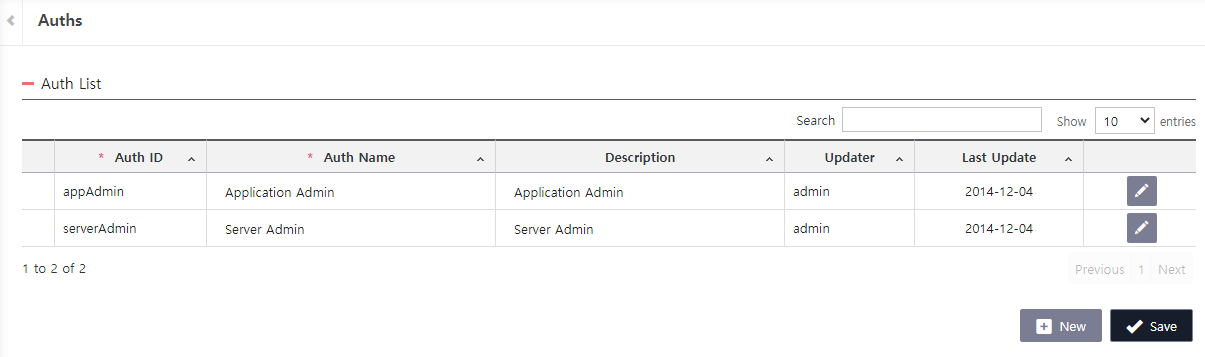 Auths
Auth List
Search Show 10 entries
* Auth ID * Auth Name Description Updater Last Update
appAdmin Application Admin Application Admin admin 2014-12-04
serverAdmin Server Admin Server Admin admin 2014-12-04
1 to 2 of 2 Previous 1 Next
New Save